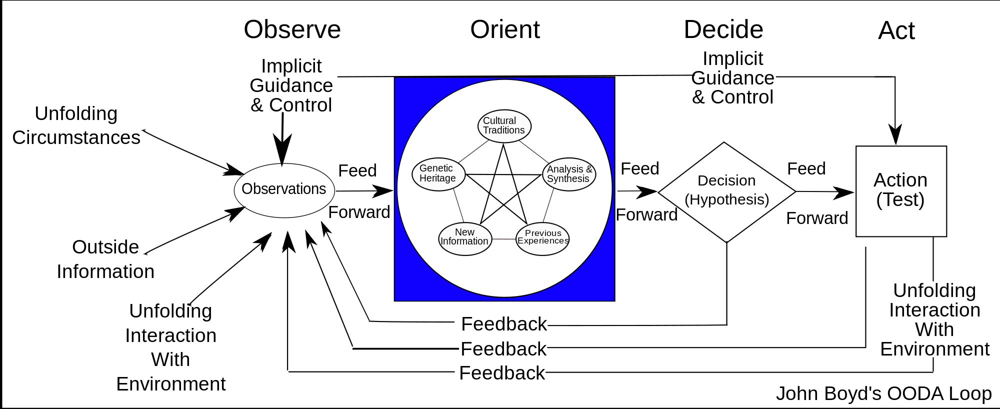 Observe
Orient
Decide
Act
Implicit
Guidance
& Control
Implicit
Guidance
& Control
Unfolding
Circumstances
Cultural
Traditions
Genetic
Heritage
Analysis &
Synthesis
New
Information
Previous
Experiences
Observations
Feed
Forward
Feed
Forward
Decision
(Hypothesis)
Feed
Forward
Action
(Test)
Outside
Information
Unfolding
Interaction
With
Environment
Feedback
Feedback
Feedback
Unfolding
Interaction
With
Environment
John Boyd's OODA Loop